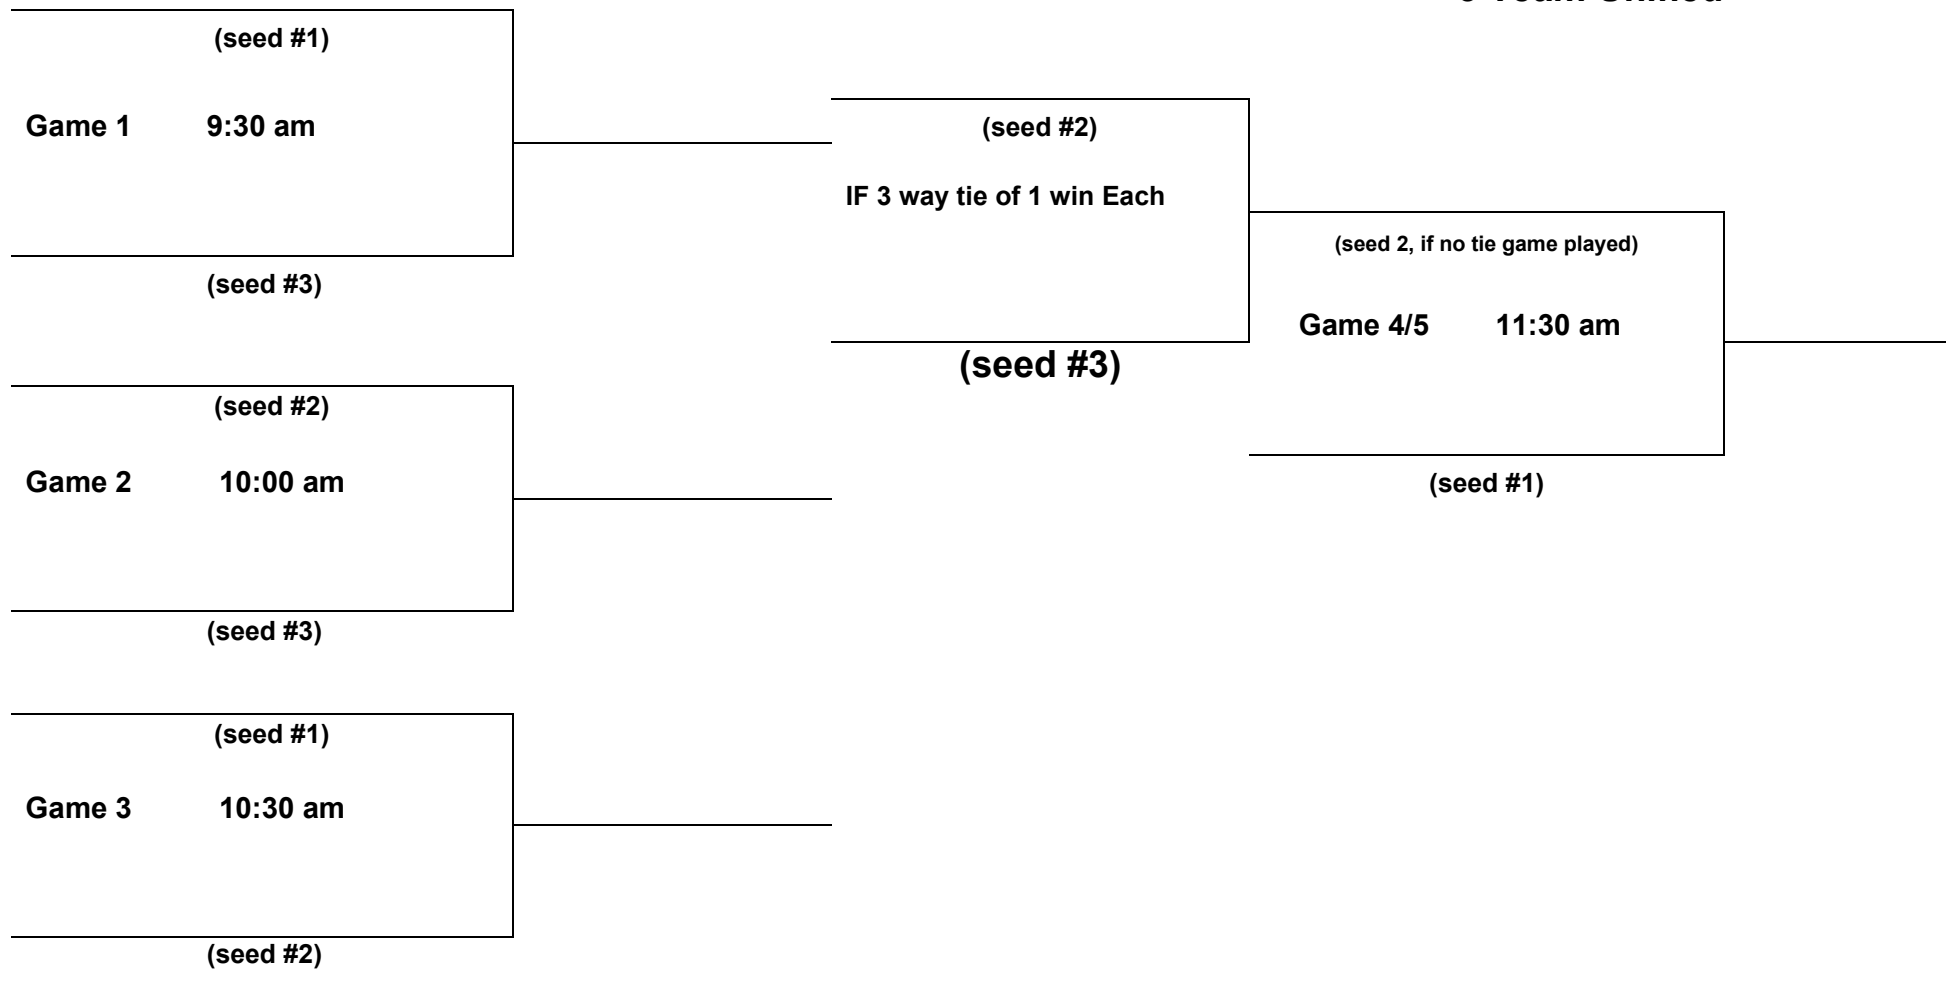 (seed #1)
Game 1 9:30 am
(seed #3)
(seed #2)
Game 2 10:00 am
(seed #3)
(seed #1)
Game 3 10:30 am
(seed #2)
(seed #2)
IF 3 way tie of 1 win Each
(seed #3)
(seed 2, if no tie game played)
Game 4/5 11:30 am
(seed #1)